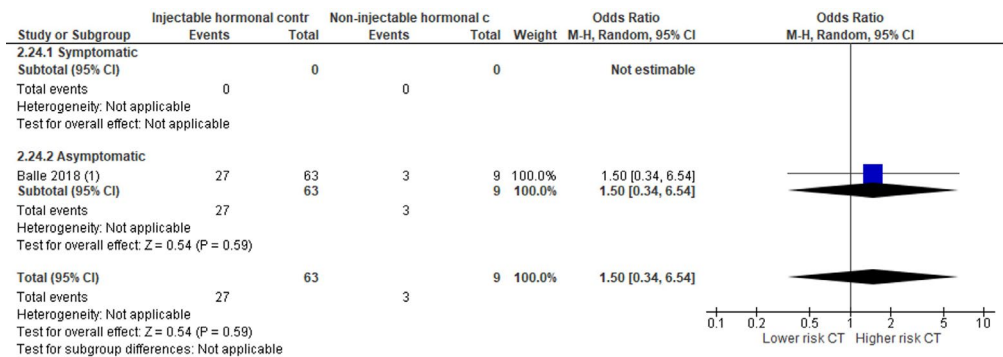 Injectable hormonal contr Non-injectable hormonal c Odds Ratio Odds Ratio
Study or Subgroup Events Total Events Total Weight M-H, Random, 95% CI M-H, Random, 95% CI
2.24.1 Symptomatic
Subtotal (95% CI) 0 0 Not estimable
Total events 0 0
Heterogeneity: Not applicable
Test for overall effect: Not applicable
2.24.2 Asymptomatic
Balle 2018 (1) 27 63 3 9 100.0% 1.50 [0.34, 6.54]
Subtotal (95% CI) 63 9 100.0% 1.50 [0.34, 6.54]
Total events 27 3
Heterogeneity: Not applicable
Test for overall effect: Z = 0.54 (P = 0.59)
Total (95% CI) 63 9 100.0% 1.50 [0.34, 6.54]
Total events 27 3
Heterogeneity: Not applicable
Test for overall effect: Z = 0.54 (P = 0.59)
Test for subgroup differences: Not applicable
0.1 0.2 0.5 1 2 5 10
Lower risk CT Higher risk CT